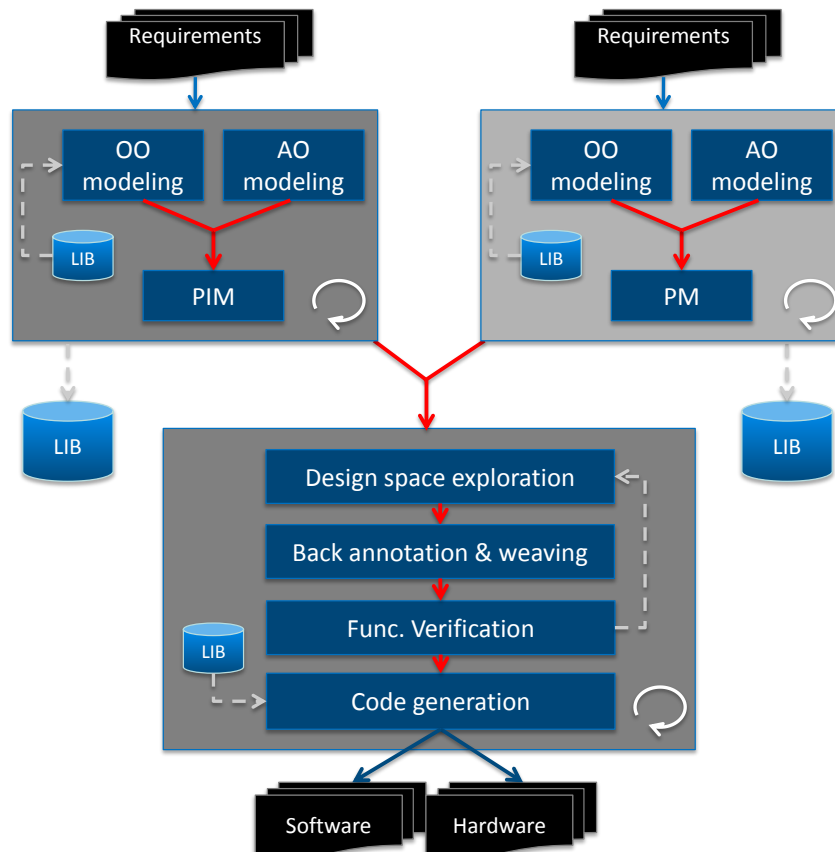 Requirements
Requirements
OO
modeling
AO
modeling
LIB
PIM
OO
modeling
AO
modeling
LIB
PM
LIB
LIB
Design space exploration
Back annotation & weaving
Func. Verification
LIB
Code generation
Software
Hardware